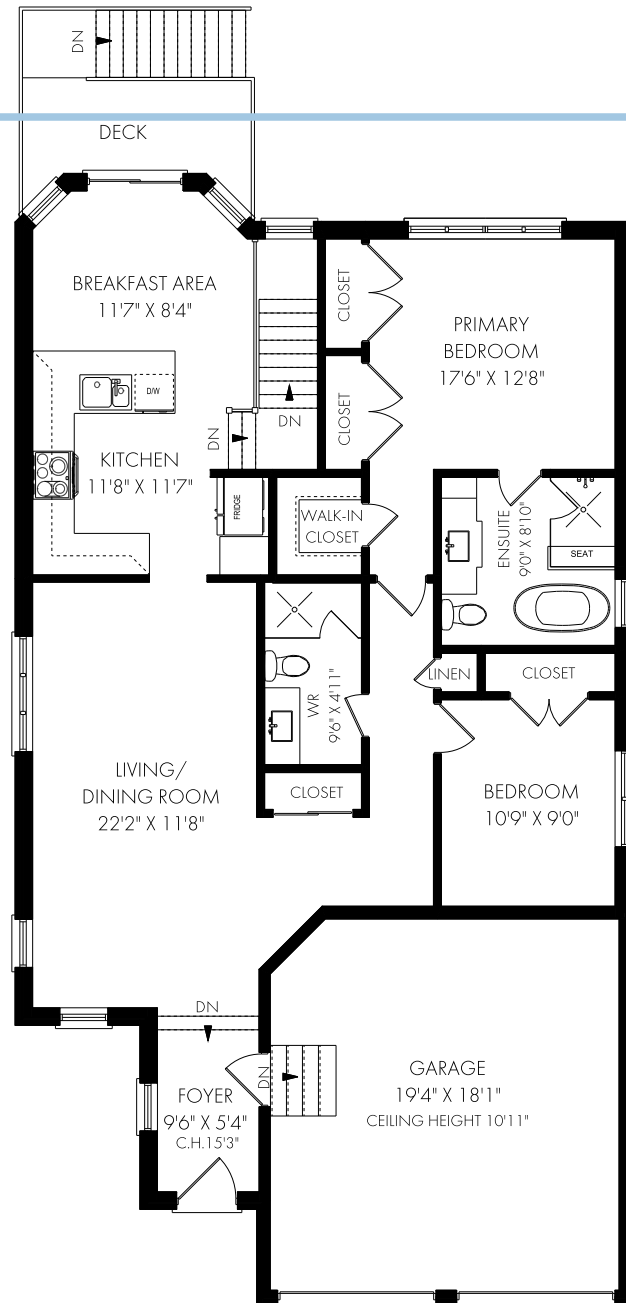 DN
DECK
BREAKFAST AREA
11'7" X 8'4"
CLOSET
PRIMARY
BEDROOM
17'6" X 12'8"
CLOSET
D/W
DN
DN
KITCHEN
11'8" X 11'7"
FRIDGE
WALK-IN
CLOSET
ENSUITE
9'0" X 8'10"
SEAT
LINEN
CLOSET
WR
9'6" X 4'11"
LIVING/
DINING ROOM
22'2" X 11'8"
CLOSET
BEDROOM
10'9" X 9'0"
DN
DN
FOYER
9'6" X 5'4"
C.H.15'3"
GARAGE
19'4" X 18'1"
CEILING HEIGHT 10'11"